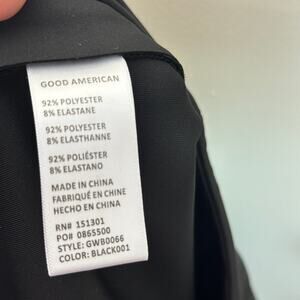 GOOD AMERICAN
92% POLYESTER
8% ELASTANE
92% POLYESTER
8% ELASTHANNE
92% POLIÉSTER
8% ELASTANO
MADE IN CHINA
FABRIQUÉ EN CHINE
HECHO EN CHINA
RN# 151301
PO# 0865500
STYLE: GWB0066
COLOR: BLACK001